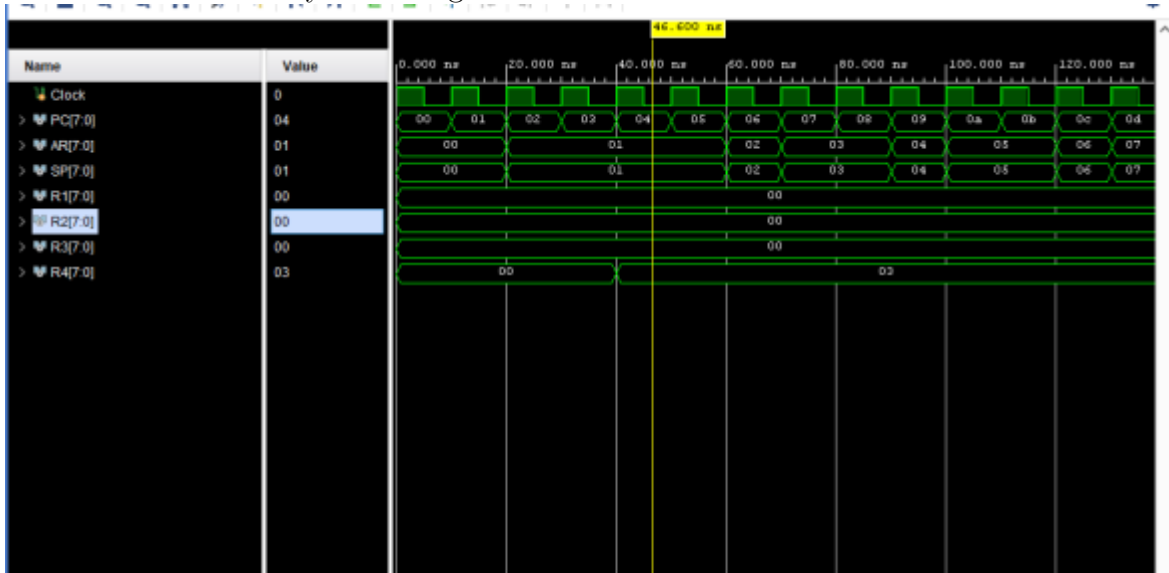 46.600 ns
Name Value 0.000 ns 20.000 ns 40.000 ns 60.000 ns 80.000 ns 100.000 ns 120.000 ns
Clock 0
PC[7:0] 04 00 01 02 03 04 05 06 07 08 09 0a 0b 0c 0d
AR[7:0] 01 00 01 02 03 04 05 06 07
SP[7:0] 01 00 01 02 03 04 05 06 07
R1[7:0] 00 00
R2[7:0] 00 00
R3[7:0] 00 00
R4[7:0] 03 00 03